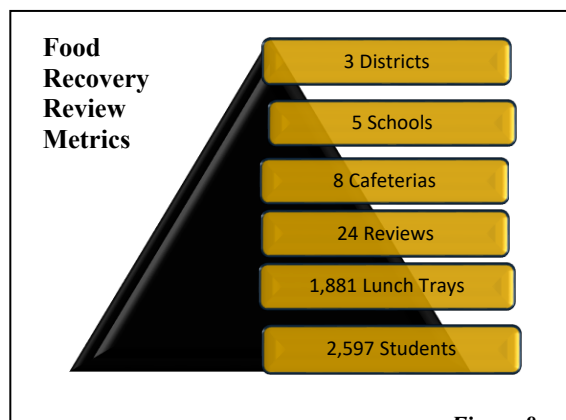 Food
Recovery
Review
Metrics
3 Districts
5 Schools
8 Cafeterias
24 Reviews
1,881 Lunch Trays
2,597 Students